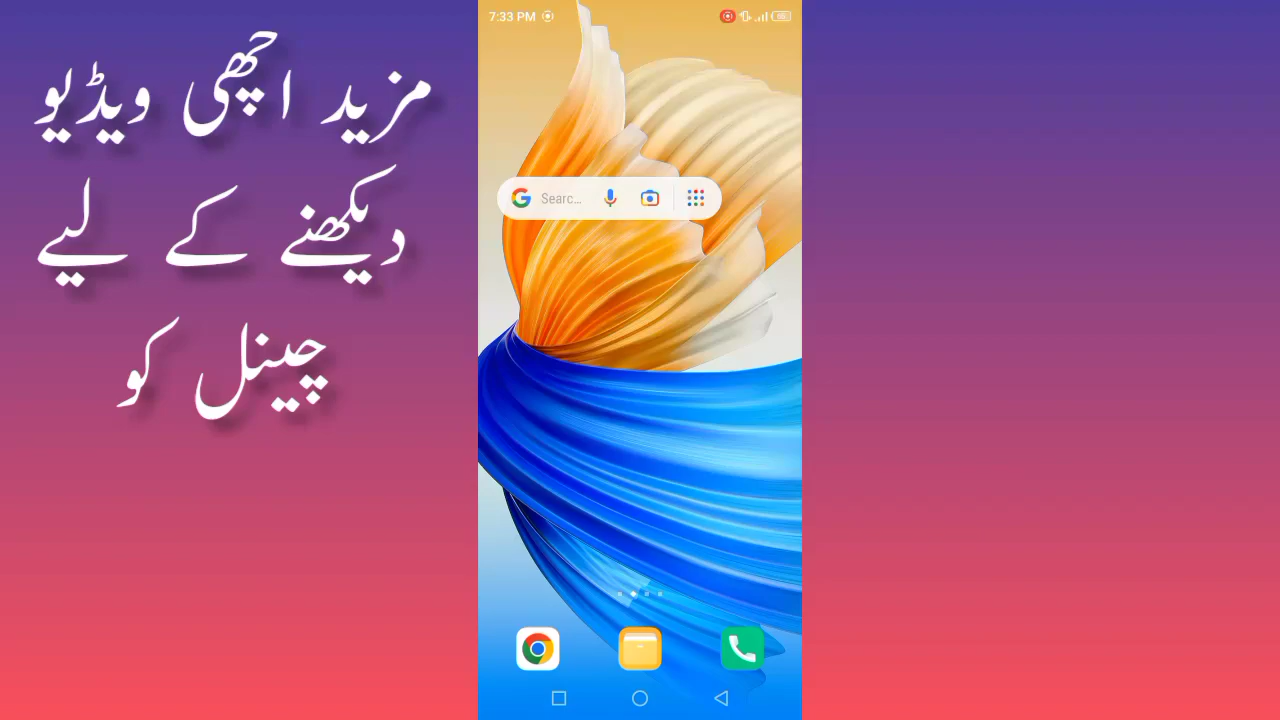 مزید اچھی ویڈیو
دیکھنے کے لیے
چینل کو
7:33 PM
Searc...